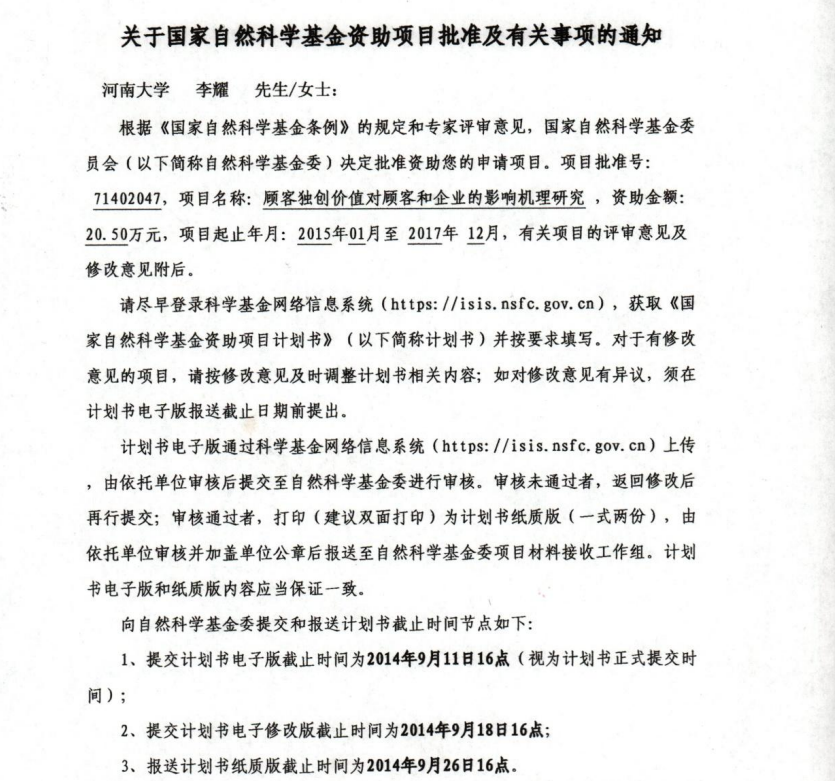 关于国家自然科学基金资助项目批准及有关事项的通知
河南大学 李耀 先生/女士：
根据《国家自然科学基金条例》的规定和专家评审意见，国家自然科学基金委
员会（以下简称自然科学基金委）决定批准资助您的申请项目。项目批准号：
71402047，项目名称：顾客独创价值对顾客和企业的影响机理研究 ，资助金额：
20.50万元，项目起止年月：2015年01月至 2017年 12月，有关项目的评审意见及
修改意见附后。
请尽早登录科学基金网络信息系统（https://isis.nsfc.gov.cn），获取《国
家自然科学基金资助项目计划书》（以下简称计划书）并按要求填写。对于有修改
意见的项目，请按修改意见及时调整计划书相关内容；如对修改意见有异议，须在
计划书电子版报送截止日期前提出。
计划书电子版通过科学基金网络信息系统（https://isis.nsfc.gov.cn）上传
，由依托单位审核后提交至自然科学基金委进行审核。审核未通过者，返回修改后
再行提交；审核通过者，打印（建议双面打印）为计划书纸质版（一式两份），由
依托单位审核并加盖单位公章后报送至自然科学基金委项目材料接收工作组。计划
书电子版和纸质版内容应当保证一致。
向自然科学基金委提交和报送计划书截止时间节点如下：
1、提交计划书电子版截止时间为2014年9月11日16点（视为计划书正式提交时
间）；
2、提交计划书电子修改版截止时间为2014年9月18日16点；
3、报送计划书纸质版截止时间为2014年9月26日16点。